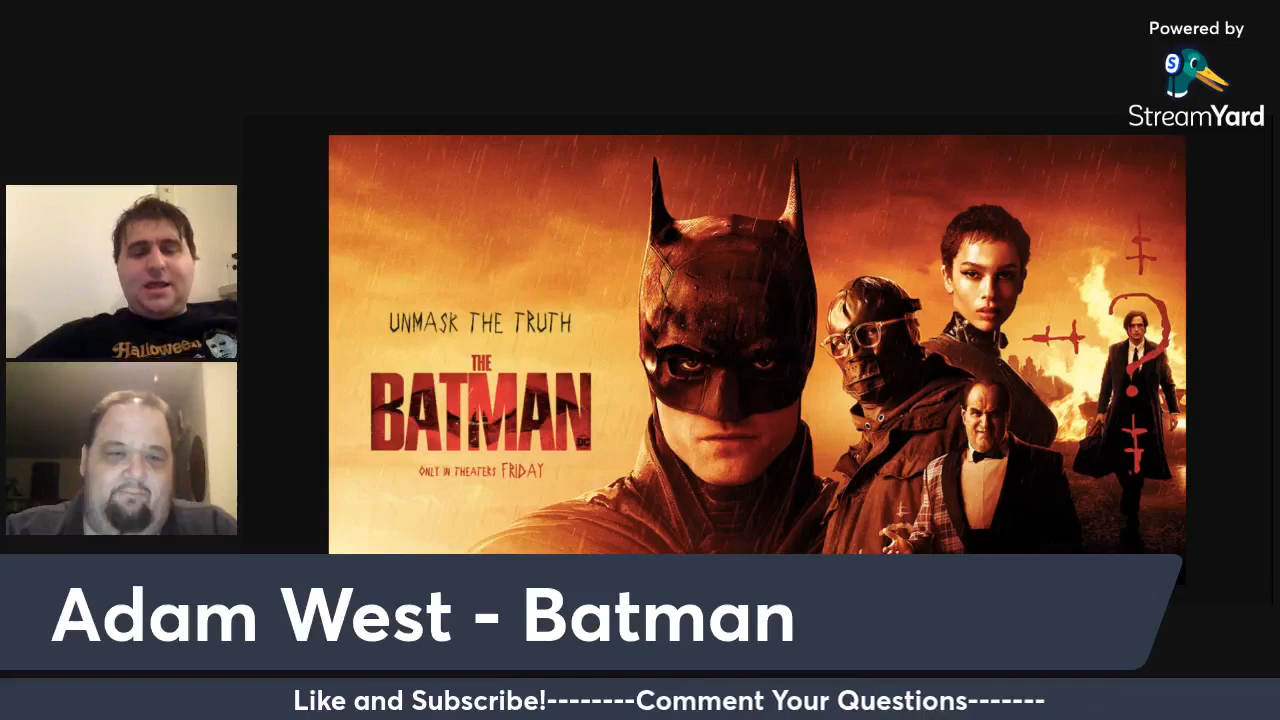 Powered by
S
StreamYard
Halloween
UNMASK THE TRUTH
THE
BATMAN
DC
ONLY IN THEATERS FRIDAY
Adam West - Batman
Like and Subscribe!--------Comment Your Questions-------